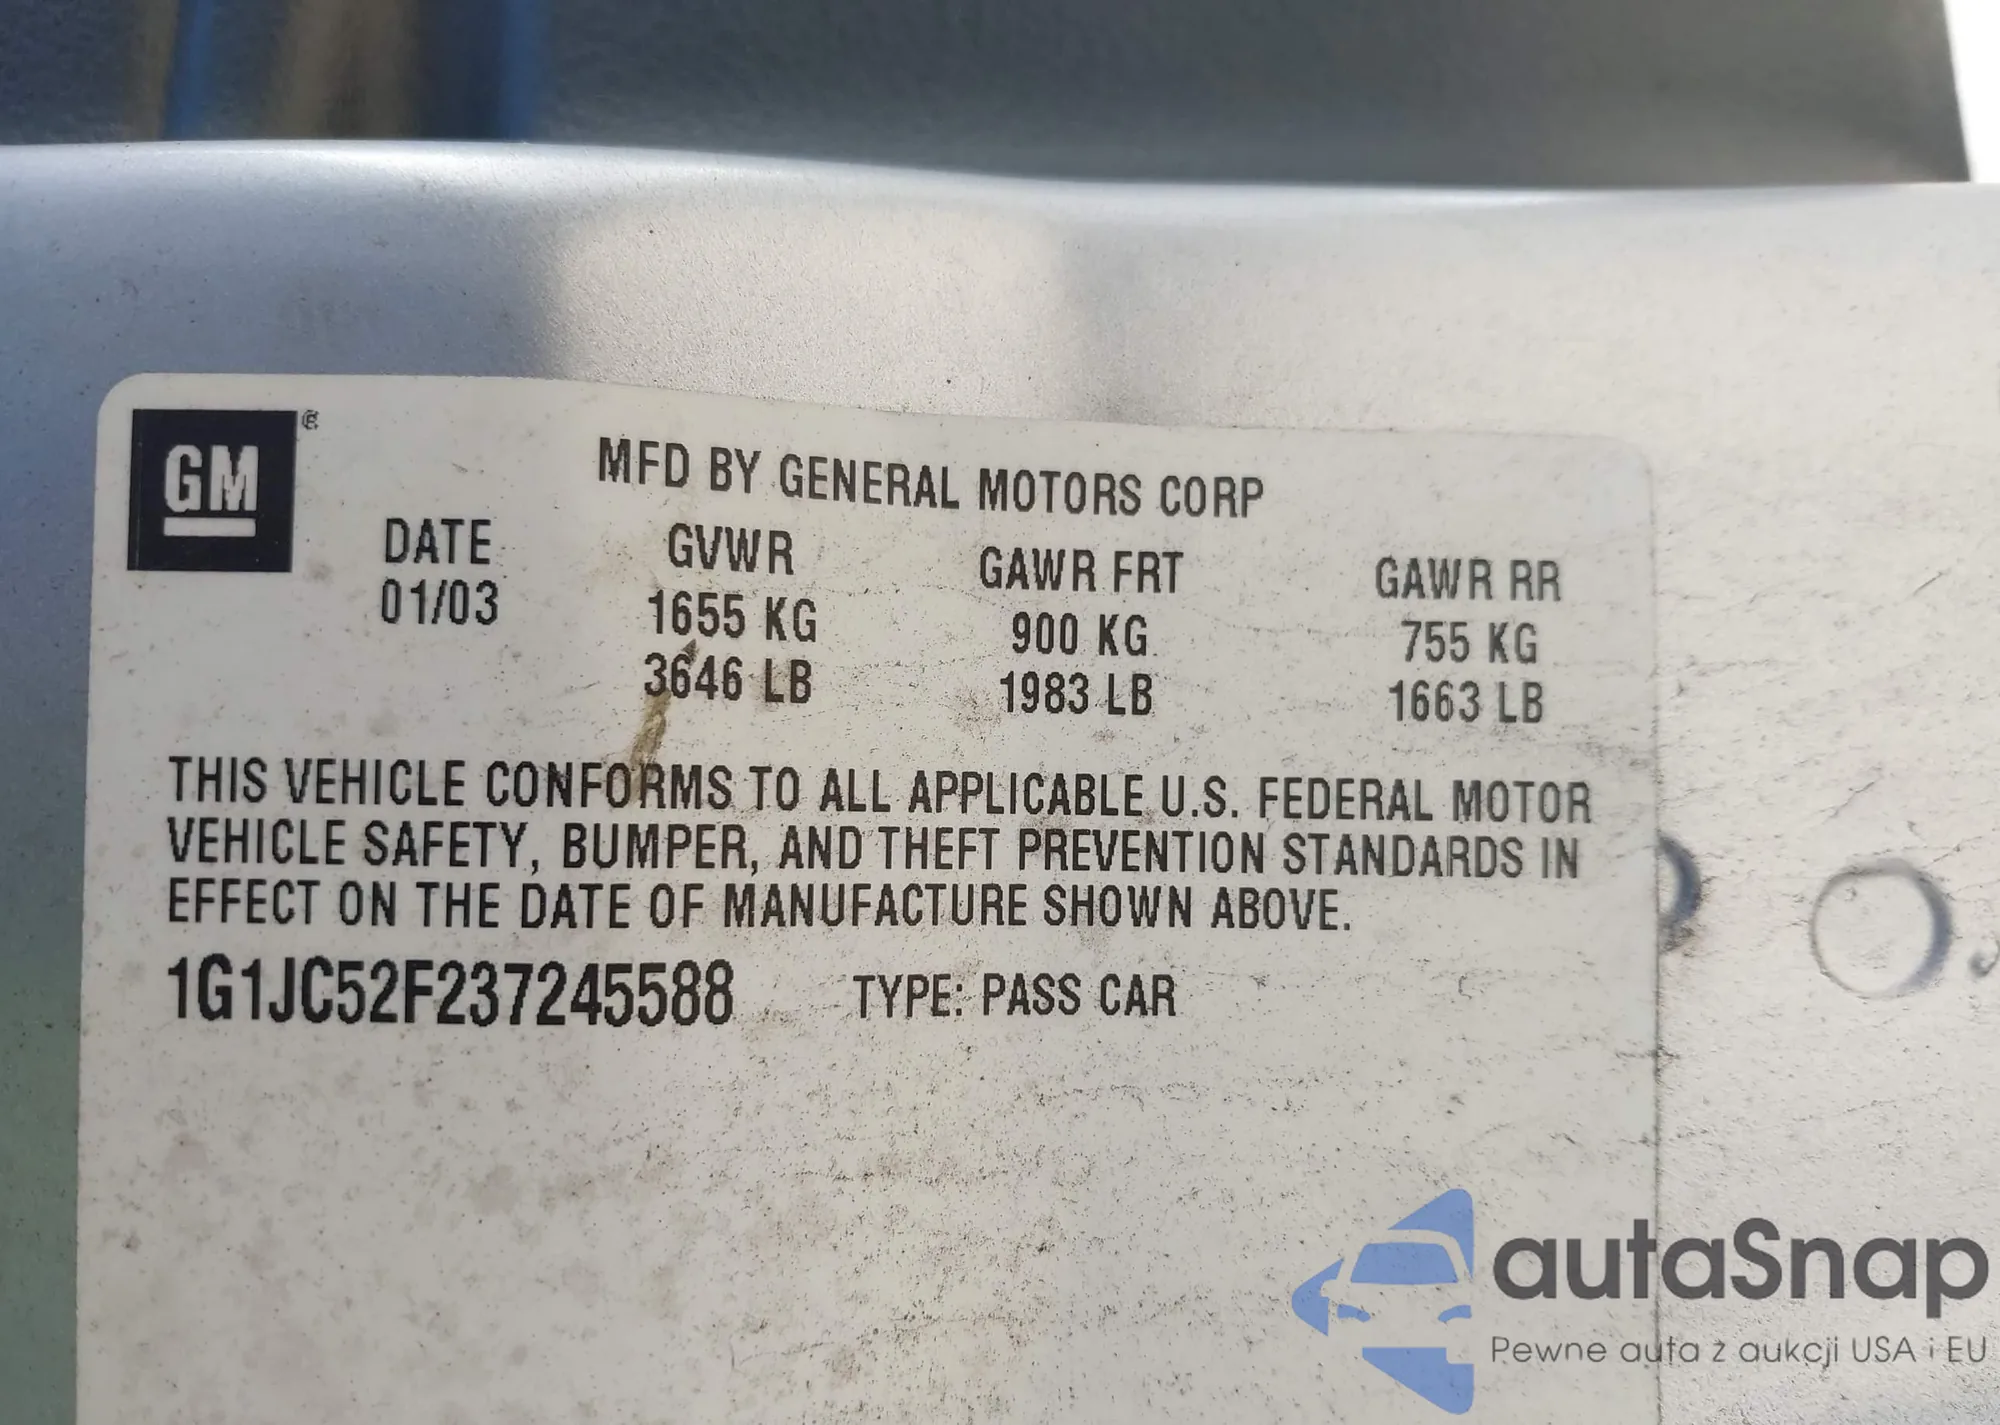 GM ®
MFD BY GENERAL MOTORS CORP
DATE GVWR GAWR FRT GAWR RR
01/03 1655 KG 900 KG 755 KG
3646 LB 1983 LB 1663 LB
THIS VEHICLE CONFORMS TO ALL APPLICABLE U.S. FEDERAL MOTOR
VEHICLE SAFETY, BUMPER, AND THEFT PREVENTION STANDARDS IN
EFFECT ON THE DATE OF MANUFACTURE SHOWN ABOVE.
1G1JC52F237245588 TYPE: PASS CAR
autaSnap
Pewne auta z aukcji USA i EU